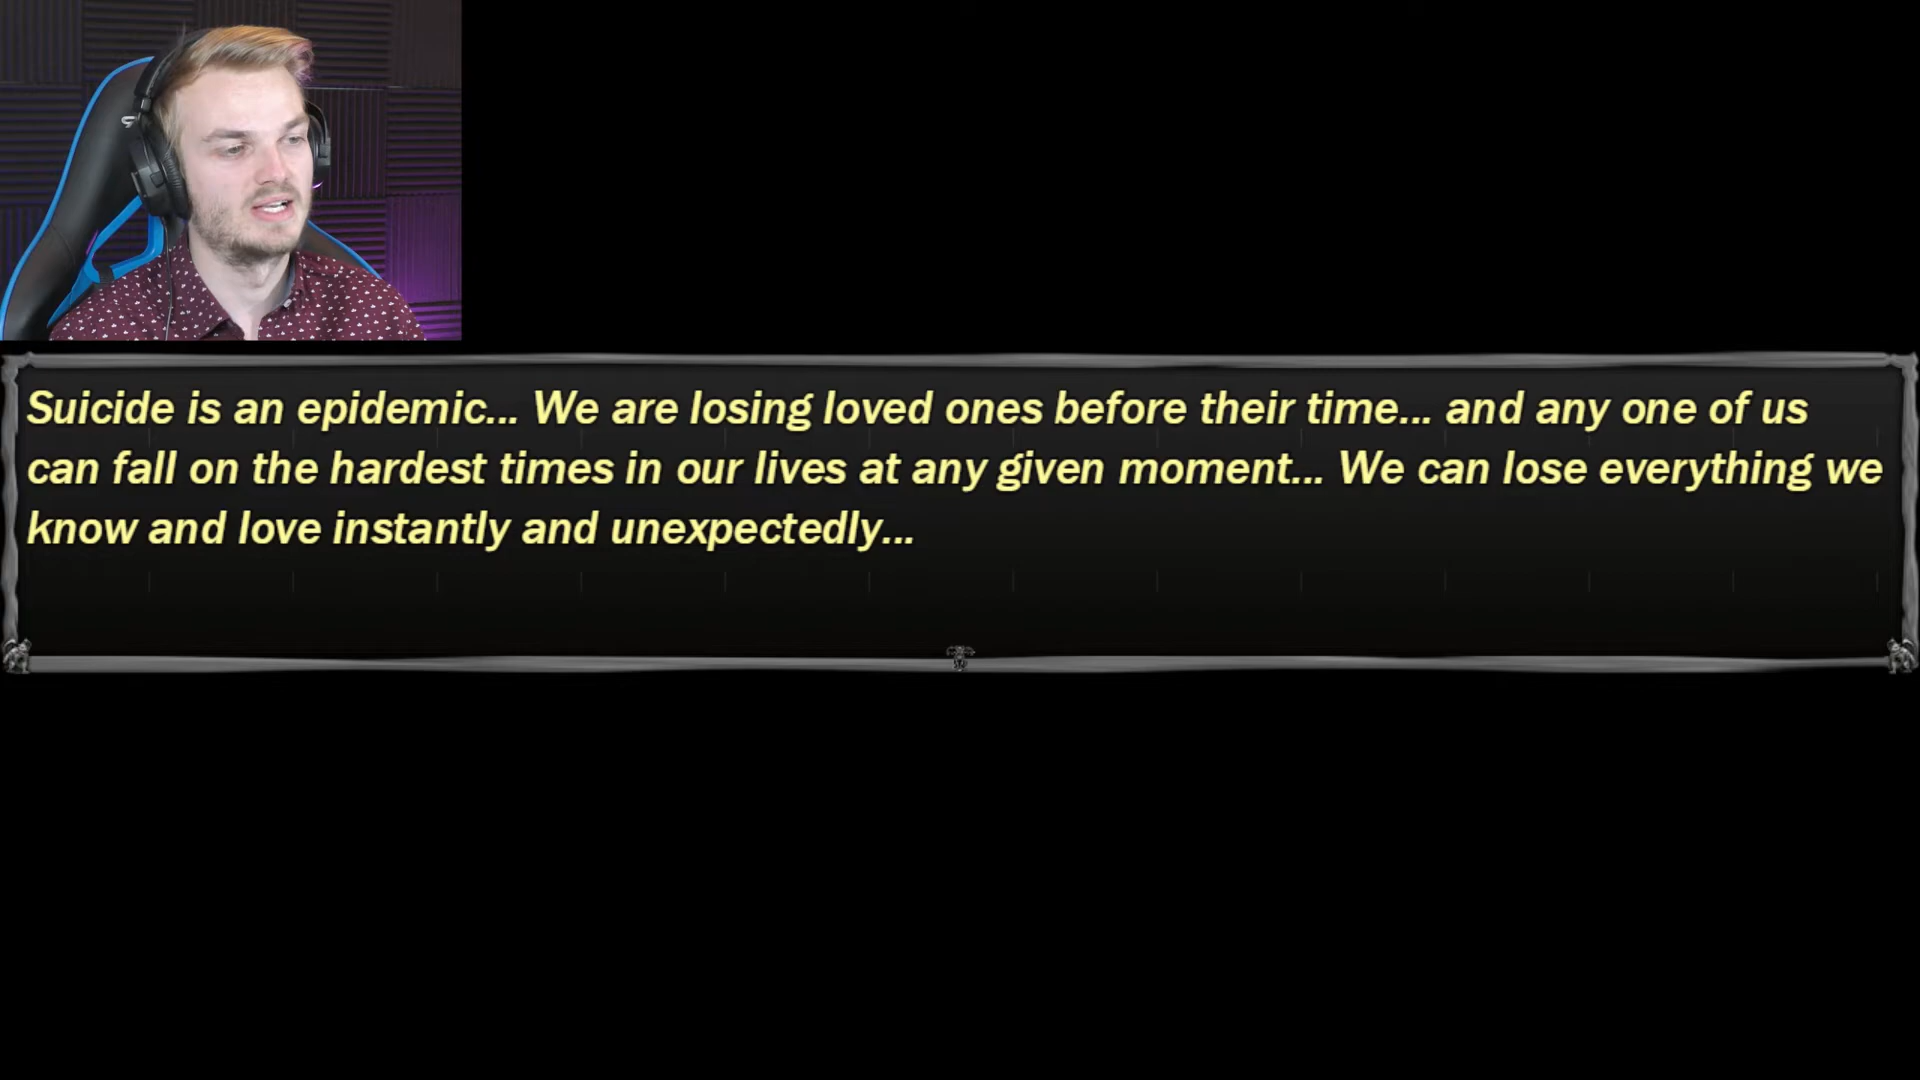 Suicide is an epidemic... We are losing loved ones before their time... and any one of us
can fall on the hardest times in our lives at any given moment... We can lose everything we
know and love instantly and unexpectedly...